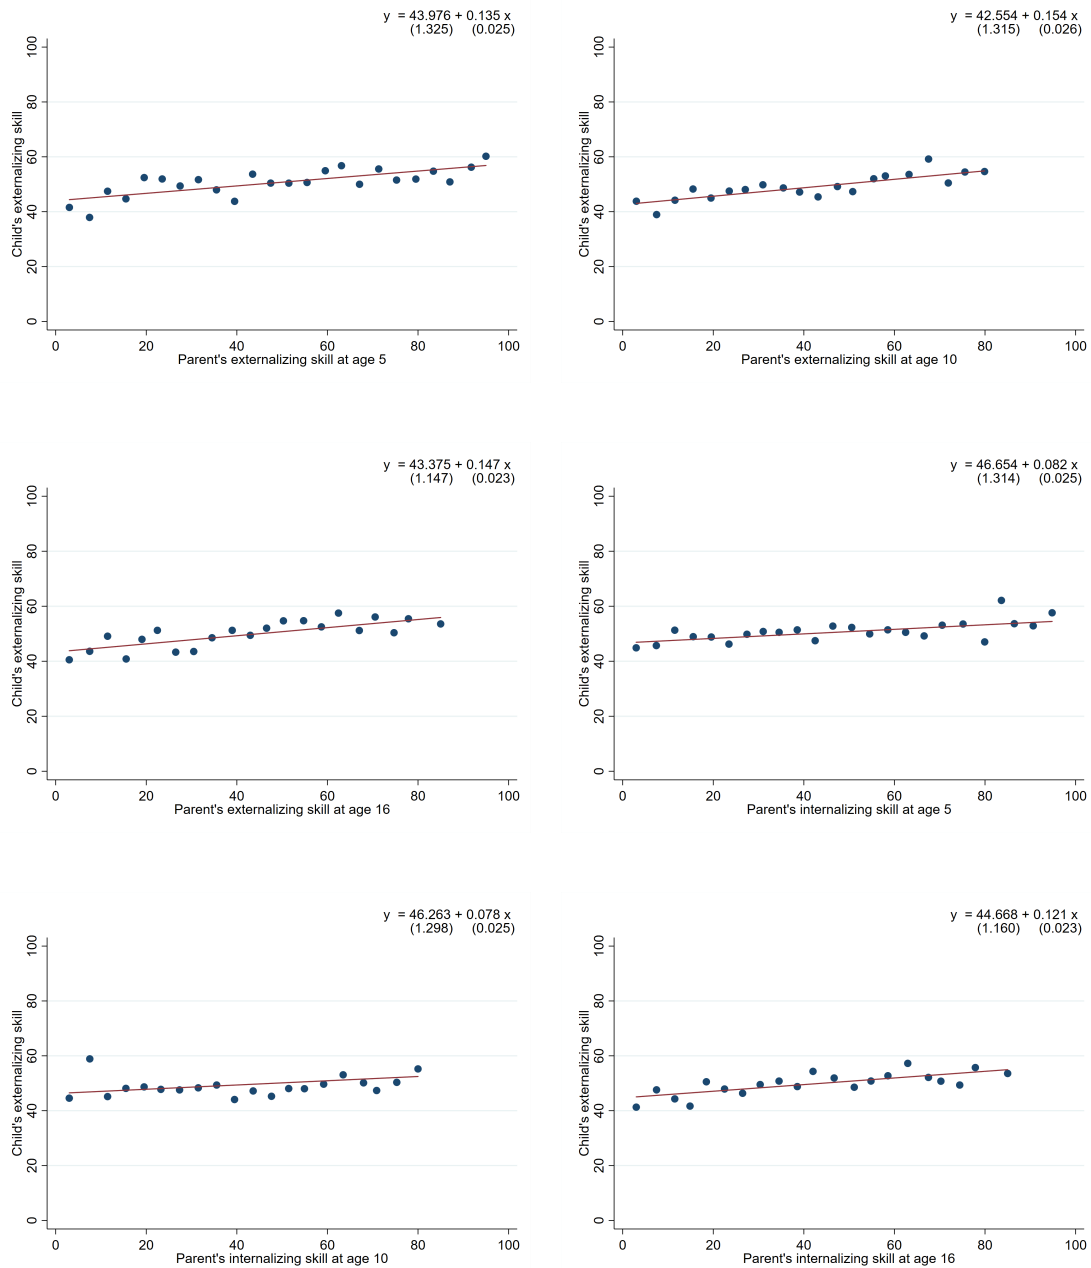 y = 43.976 + 0.135 x
(1.325) (0.025)
Child's externalizing skill
100
80
60
40
20
0
0 20 40 60 80 100
Parent's externalizing skill at age 5
y = 42.554 + 0.154 x
(1.315) (0.026)
Child's externalizing skill
100
80
60
40
20
0
0 20 40 60 80 100
Parent's externalizing skill at age 10
y = 43.375 + 0.147 x
(1.147) (0.023)
Child's externalizing skill
100
80
60
40
20
0
0 20 40 60 80 100
Parent's externalizing skill at age 16
y = 46.654 + 0.082 x
(1.314) (0.025)
Child's externalizing skill
100
80
60
40
20
0
0 20 40 60 80 100
Parent's internalizing skill at age 5
y = 46.263 + 0.078 x
(1.298) (0.025)
Child's externalizing skill
100
80
60
40
20
0
0 20 40 60 80 100
Parent's internalizing skill at age 10
y = 44.668 + 0.121 x
(1.160) (0.023)
Child's externalizing skill
100
80
60
40
20
0
0 20 40 60 80 100
Parent's internalizing skill at age 16